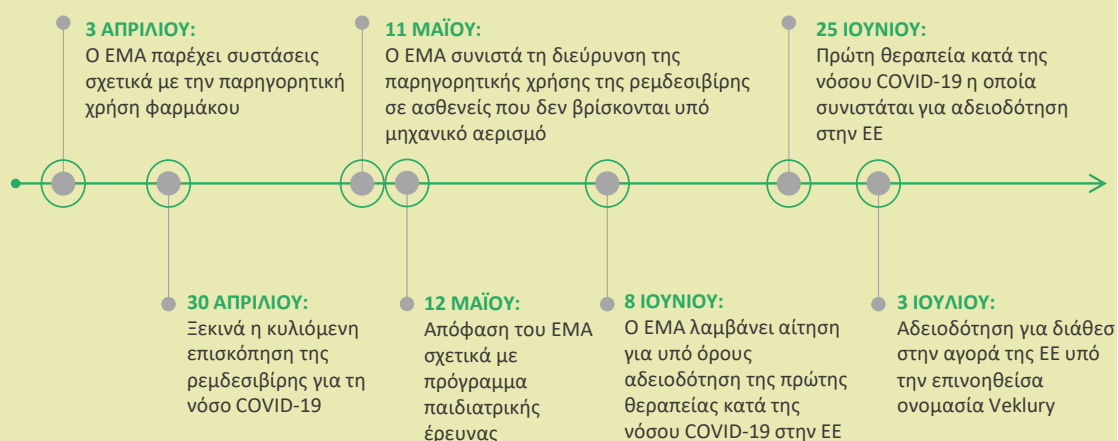 3 ΑΠΡΙΛΙΟΥ:
Ο EMA παρέχει συστάσεις
σχετικά με την παρηγορητική
χρήση φαρμάκου
11 ΜΑΪΟΥ:
Ο EMA συνιστά τη διεύρυνση της
παρηγορητικής χρήσης της ρεμδεσιβίρης
σε ασθενείς που δεν βρίσκονται υπό
μηχανικό αερισμό
25 ΙΟΥΝΙΟΥ:
Πρώτη θεραπεία κατά της
νόσου COVID-19 η οποία
συνιστάται για αδειοδότηση
στην ΕΕ
30 ΑΠΡΙΛΙΟΥ:
Ξεκινά η κυλιόμενη
επισκόπηση της
ρεμδεσιβίρης για τη
νόσο COVID-19
12 ΜΑΪΟΥ:
Απόφαση του EMA
σχετικά με
πρόγραμμα
παιδιατρικής
έρευνας
8 ΙΟΥΝΙΟΥ:
Ο EMA λαμβάνει αίτηση
για υπό όρους
αδειοδότηση της πρώτης
θεραπείας κατά της
νόσου COVID-19 στην ΕΕ
3 ΙΟΥΛΙΟΥ:
Αδειοδότηση για διάθεσ
στην αγορά της ΕΕ υπό
την επινοηθείσα
ονομασία Veklury